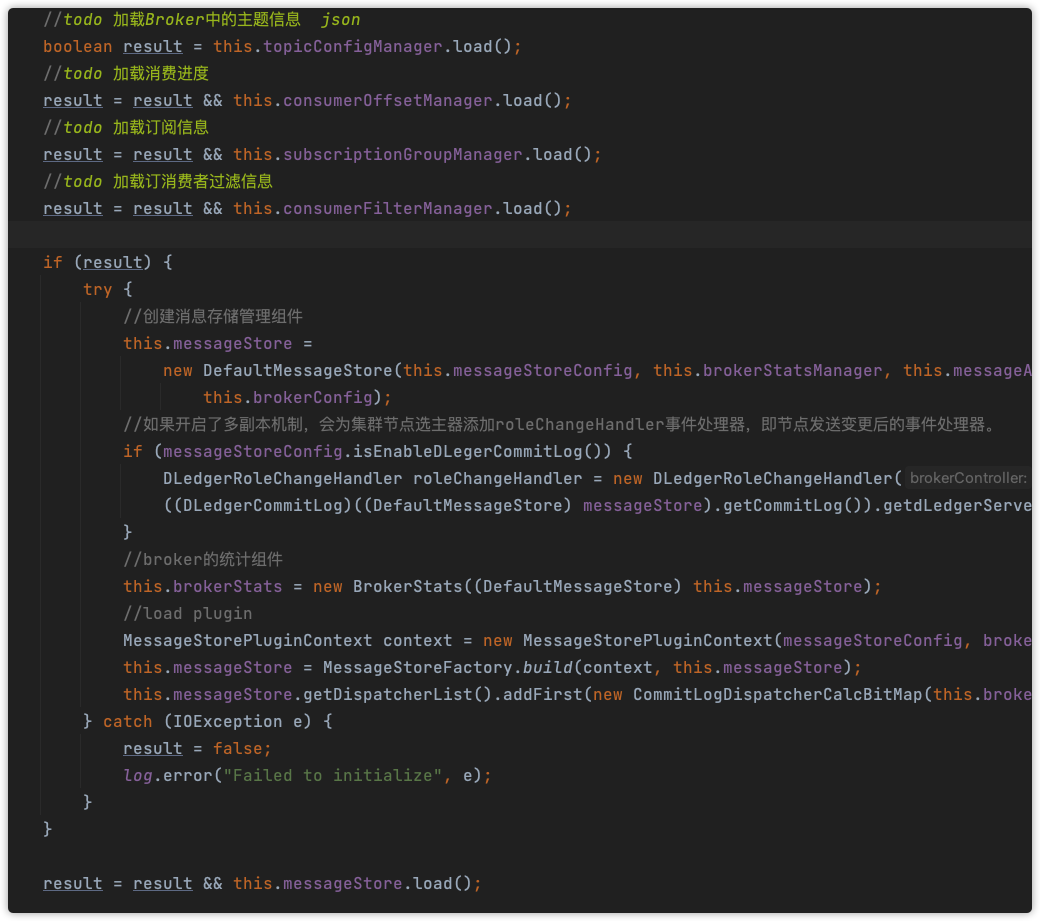 //todo 加载Broker中的主题信息  json
boolean result = this.topicConfigManager.load();
//todo 加载消费进度
result = result && this.consumerOffsetManager.load();
//todo 加载订阅信息
result = result && this.subscriptionGroupManager.load();
//todo 加载订消费者过滤信息
result = result && this.consumerFilterManager.load();
if (result) {
try {
//创建消息存储管理组件
this.messageStore =
new DefaultMessageStore(this.messageStoreConfig, this.brokerStatsManager, this.messageA
this.brokerConfig);
//如果开启了多副本机制，会为集群节点选主器添加roleChangeHandler事件处理器，即节点发送变更后的事件处理器。
if (messageStoreConfig.isEnableDLegerCommitLog()) {
DLedgerRoleChangeHandler roleChangeHandler = new DLedgerRoleChangeHandler( brokerController:
((DLedgerCommitLog)((DefaultMessageStore) messageStore).getCommitLog()).getdLedgerServe
}
//broker的统计组件
this.brokerStats = new BrokerStats((DefaultMessageStore) this.messageStore);
//load plugin
MessageStorePluginContext context = new MessageStorePluginContext(messageStoreConfig, broke
this.messageStore = MessageStoreFactory.build(context, this.messageStore);
this.messageStore.getDispatcherList().addFirst(new CommitLogDispatcherCalcBitMap(this.broke
} catch (IOException e) {
result = false;
log.error("Failed to initialize", e);
}
}
result = result && this.messageStore.load();